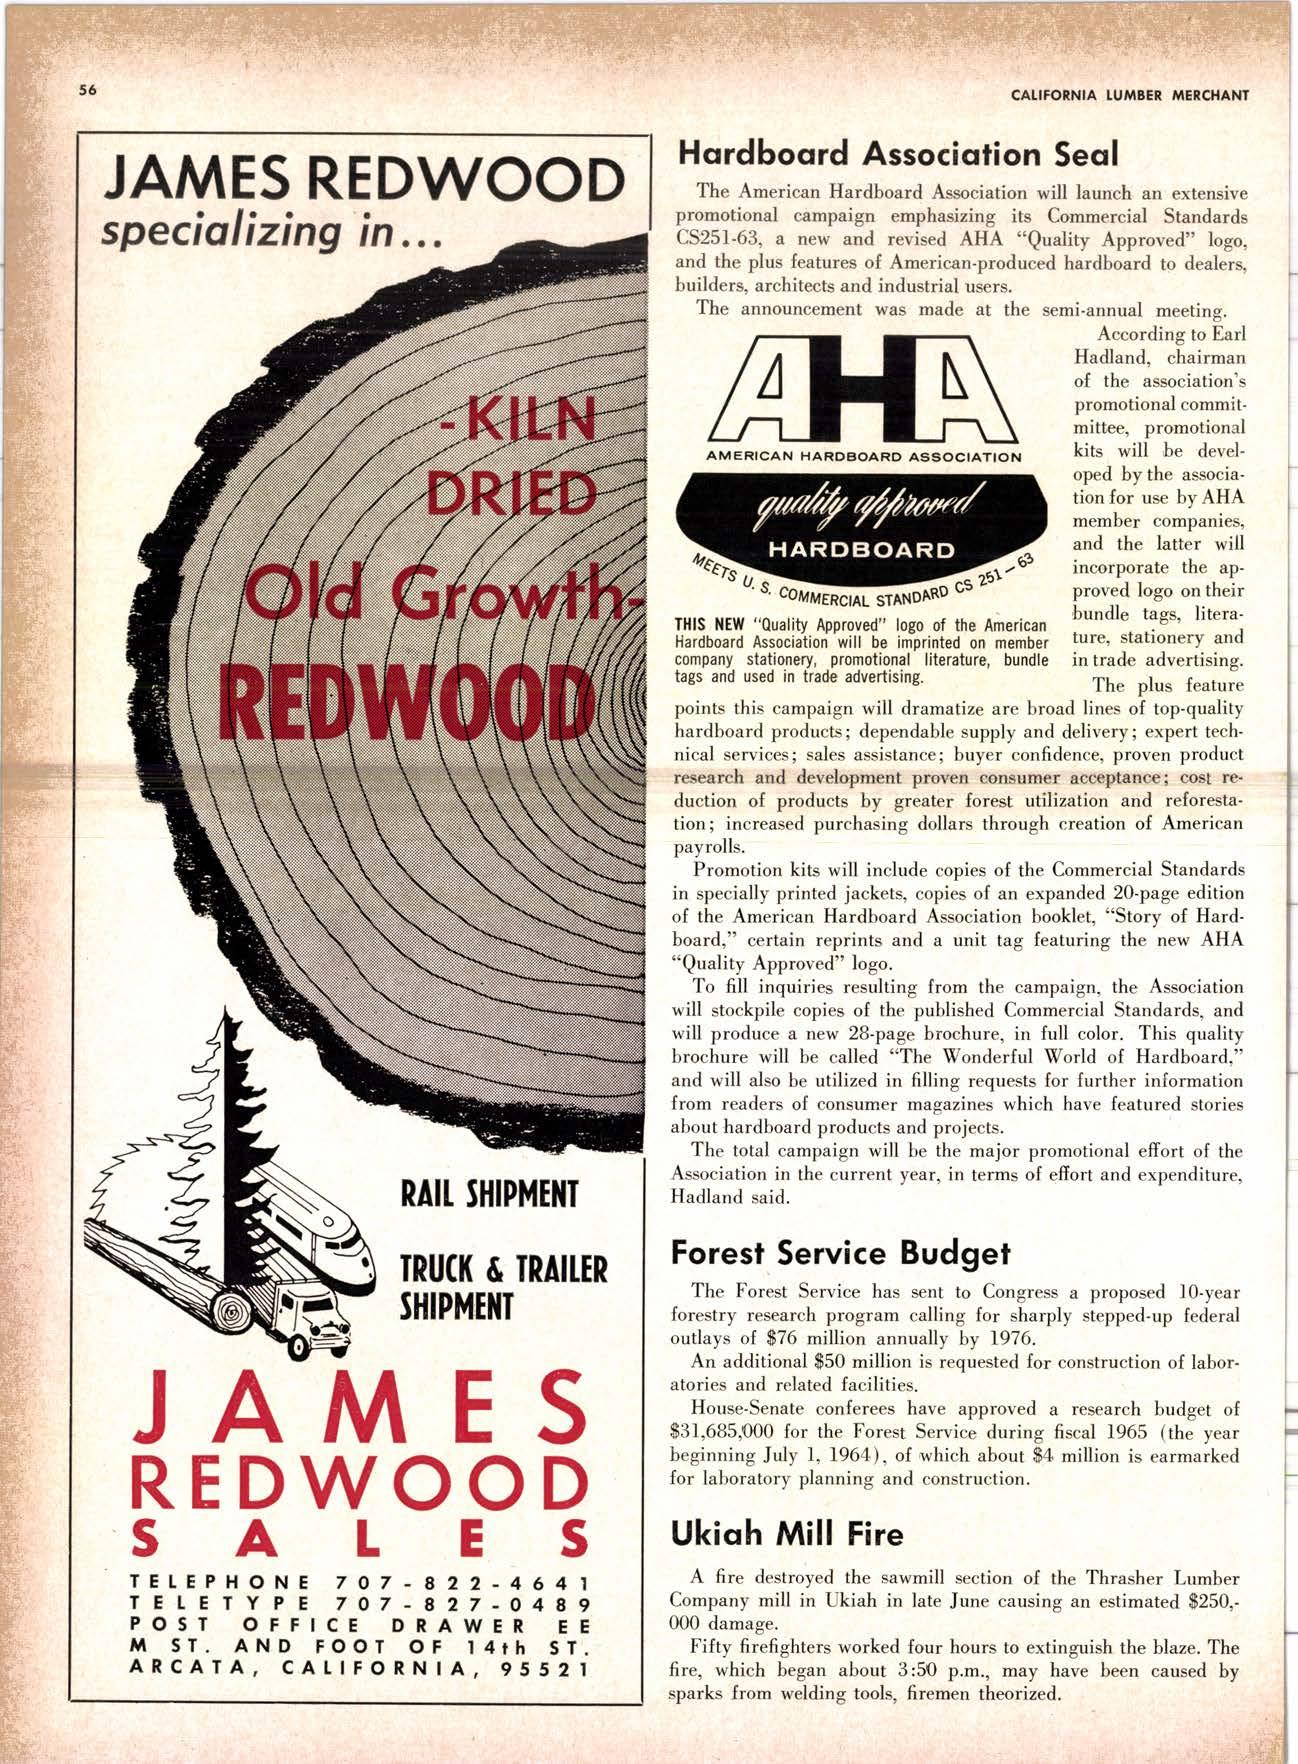 56
CALIFORNIA LUMBER MERCHANT
JAMES REDWOOD
specializing in...
-KILN
DRIED
Old Growth-
REDWOOD
RAIL SHIPMENT
TRUCK & TRAILER
SHIPMENT
JAMES
REDWOOD
SALES
TELEPHONE 707-822-4641
TELETYPE 707-827-0489
POST OFFICE DRAWER EE
M ST. AND FOOT OF 14th ST.
ARCATA, CALIFORNIA, 95521
Hardboard Association Seal
The American Hardboard Association will launch an extensive
promotional campaign emphasizing its Commercial Standards
CS251-63, a new and revised AHA “Quality Approved” logo,
and the plus features of American-produced hardboard to dealers,
builders, architects and industrial users.
The announcement was made at the semi-annual meeting.
AHA
AMERICAN HARDBOARD ASSOCIATION
quality approved
HARDBOARD
MEETS U. S. COMMERCIAL STANDARD CS 251-63
THIS NEW “Quality Approved” logo of the American
Hardboard Association will be imprinted on member
company stationery, promotional literature, bundle
tags and used in trade advertising.
According to Earl
Hadland, chairman
of the association's
promotional commit-
mittee, promotional
kits will be devel-
oped by the associa-
tion for use by AHA
member companies,
and the latter will
incorporate the ap-
proved logo on their
bundle tags, litera-
ture, stationery and
in trade advertising.
The plus feature
points this campaign will dramatize are broad lines of top-quality
hardboard products; dependable supply and delivery; expert tech-
nical services; sales assistance; buyer confidence, proven product
research and development proven consumer acceptance; cost re-
duction of products by greater forest utilization and reforesta-
tion; increased purchasing dollars through creation of American
payrolls.
Promotion kits will include copies of the Commercial Standards
in specially printed jackets, copies of an expanded 20-page edition
of the American Hardboard Association booklet, “Story of Hard-
board,” certain reprints and a unit tag featuring the new AHA
“Quality Approved” logo.
To fill inquiries resulting from the campaign, the Association
will stockpile copies of the published Commercial Standards, and
will produce a new 28-page brochure, in full color. This quality
brochure will be called “The Wonderful World of Hardboard,”
and will also be utilized in filling requests for further information
from readers of consumer magazines which have featured stories
about hardboard products and projects.
The total campaign will be the major promotional effort of the
Association in the current year, in terms of effort and expenditure,
Hadland said.
Forest Service Budget
The Forest Service has sent to Congress a proposed 10-year
forestry research program calling for sharply stepped-up federal
outlays of $76 million annually by 1976.
An additional $50 million is requested for construction of labor-
atories and related facilities.
House-Senate conferees have approved a research budget of
$31,685,000 for the Forest Service during fiscal 1965 (the year
beginning July 1, 1964), of which about $4 million is earmarked
for laboratory planning and construction.
Ukiah Mill Fire
A fire destroyed the sawmill section of the Thrasher Lumber
Company mill in Ukiah in late June causing an estimated $250,-
000 damage.
Fifty firefighters worked four hours to extinguish the blaze. The
fire, which began about 3:50 p.m., may have been caused by
sparks from welding tools, firemen theorized.